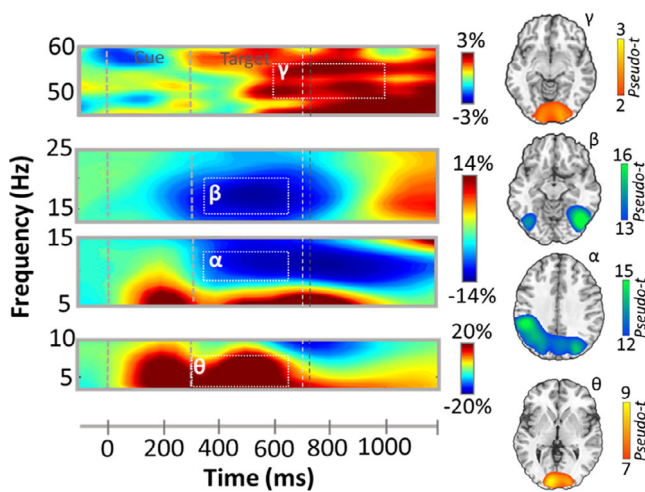 60
50
Cue
Target
γ
3%
-3%
γ
3
2
Pseudo-t
25
15
β
14%
-14%
β
16
13
Pseudo-t
15
5
α
α
15
12
Pseudo-t
10
5
θ
20%
-20%
θ
9
7
Pseudo-t
Frequency (Hz)
0 200 400 600 800 1000
Time (ms)